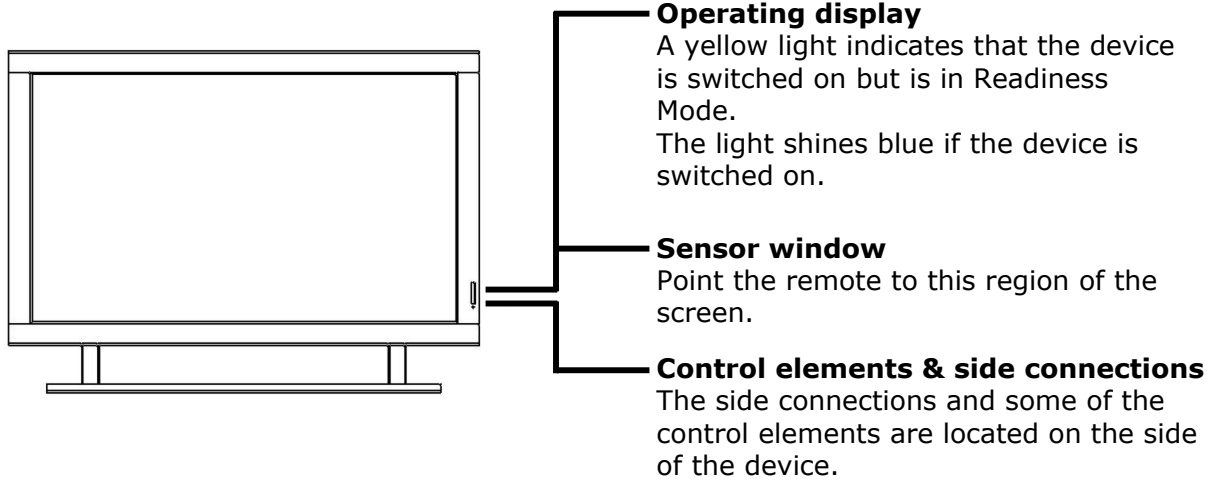 Operating display
A yellow light indicates that the device
is switched on but is in Readiness
Mode.
The light shines blue if the device is
switched on.
Sensor window
Point the remote to this region of the
screen.
Control elements & side connections
The side connections and some of the
control elements are located on the side
of the device.